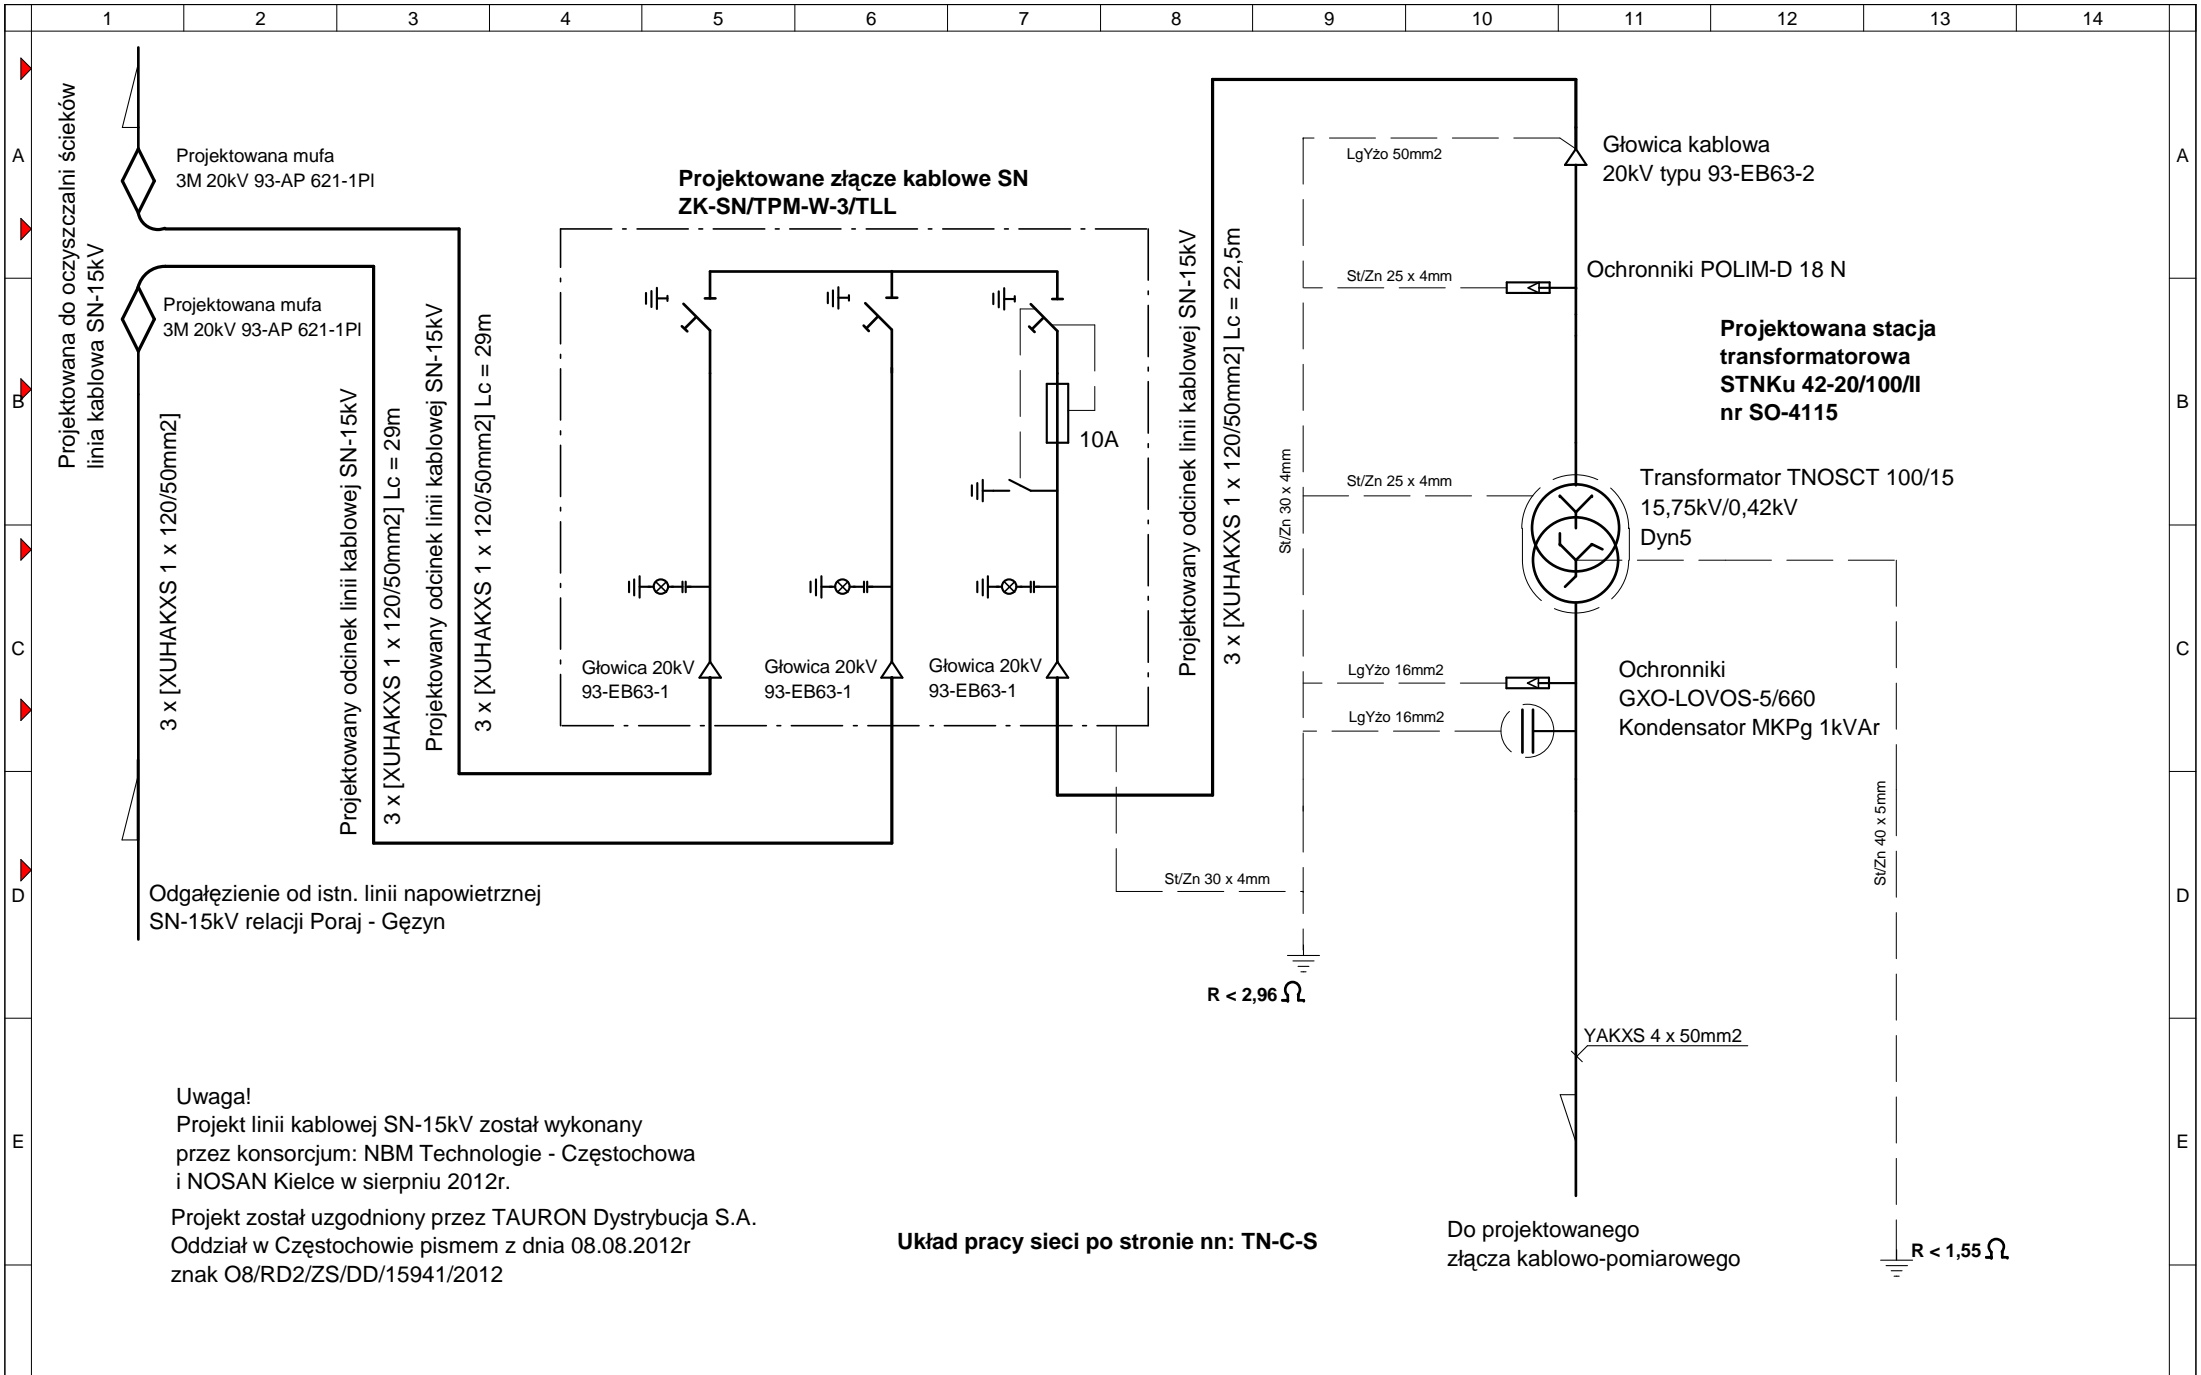 1 2 3 4 5 6 7 8 9 10 11 12 13 14
A
B
C
D
E
A
B
C
D
E
Projektowana do oczyszczalni ścieków
linia kablowa SN-15kV
Projektowana mufa
3M 20kV 93-AP 621-1Pl
Projektowana mufa
3M 20kV 93-AP 621-1Pl
3 x [XUHAKXS 1 x 120/50mm2]
Projektowany odcinek linii kablowej SN-15kV
3 x [XUHAKXS 1 x 120/50mm2] Lc = 29m
Projektowany odcinek linii kablowej SN-15kV
3 x [XUHAKXS 1 x 120/50mm2] Lc = 29m
Odgałęzienie od istn. linii napowietrznej
SN-15kV relacji Poraj - Gęzyn
Projektowane złącze kablowe SN
ZK-SN/TPM-W-3/TLL
10A
Głowica 20kV
93-EB63-1
Głowica 20kV
93-EB63-1
Głowica 20kV
93-EB63-1
Projektowany odcinek linii kablowej SN-15kV
3 x [XUHAKXS 1 x 120/50mm2] Lc = 22,5m
St/Zn 30 x 4mm
St/Zn 30 x 4mm
LgYżo 50mm2
St/Zn 25 x 4mm
St/Zn 25 x 4mm
LgYżo 16mm2
LgYżo 16mm2
R < 2,96 Ω
Głowica kablowa
20kV typu 93-EB63-2
Ochronniki POLIM-D 18 N
Projektowana stacja
transformatorowa
STNKu 42-20/100/II
nr SO-4115
Transformator TNOSCT 100/15
15,75kV/0,42kV
Dyn5
Ochronniki
GXO-LOVOS-5/660
Kondensator MKPg 1kVAr
St/Zn 40 x 5mm
YAKXS 4 x 50mm2
Do projektowanego
złącza kablowo-pomiarowego
R < 1,55 Ω
Uwaga!
Projekt linii kablowej SN-15kV został wykonany
przez konsorcjum: NBM Technologie - Częstochowa
i NOSAN Kielce w sierpniu 2012r.
Projekt został uzgodniony przez TAURON Dystrybucja S.A.
Oddział w Częstochowie pismem z dnia 08.08.2012r
znak O8/RD2/ZS/DD/15941/2012
Układ pracy sieci po stronie nn: TN-C-S